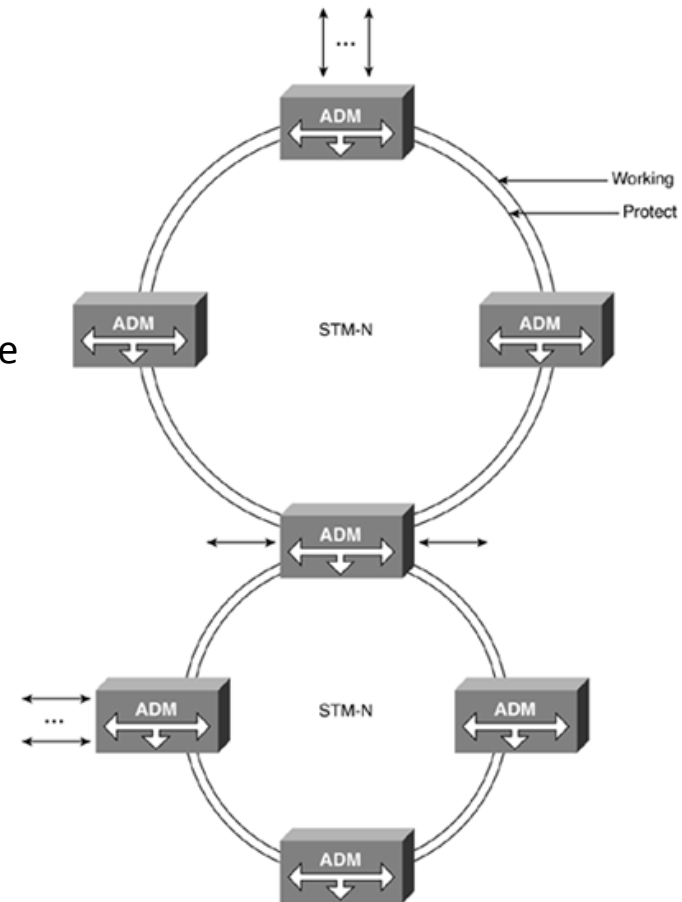 ...
ADM
Working
Protect
ADM
STM-N
ADM
e
ADM
ADM
STM-N
ADM
...
ADM